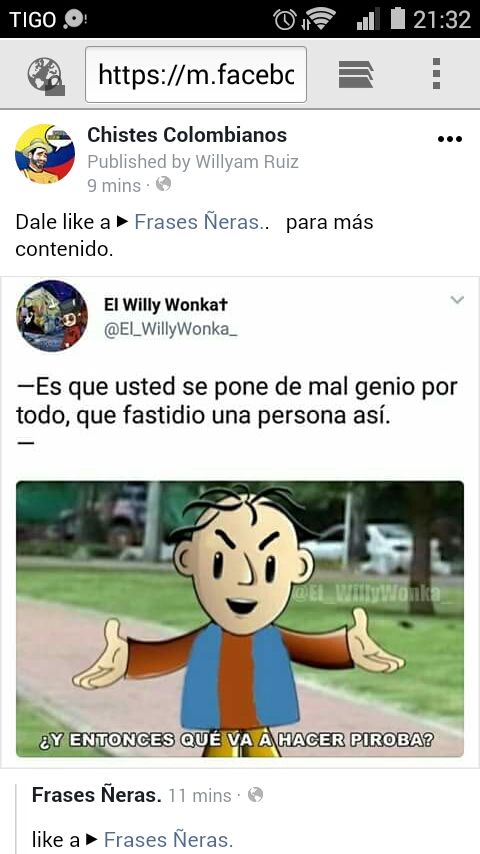 TIGO 21:32
https://m.facebc
Chistes Colombianos
Published by Willyam Ruiz
9 mins ·
Dale like a ▶ Frases Ñeras.. para más
contenido.
El Willy Wonka†
@El_WillyWonka_
—Es que usted se pone de mal genio por
todo, que fastidio una persona así.
—
@El_WillyWonka_
¿Y ENTONCES QUÉ VA A HACER PIROBA?
Frases Ñeras. 11 mins ·
like a ▶ Frases Ñeras.